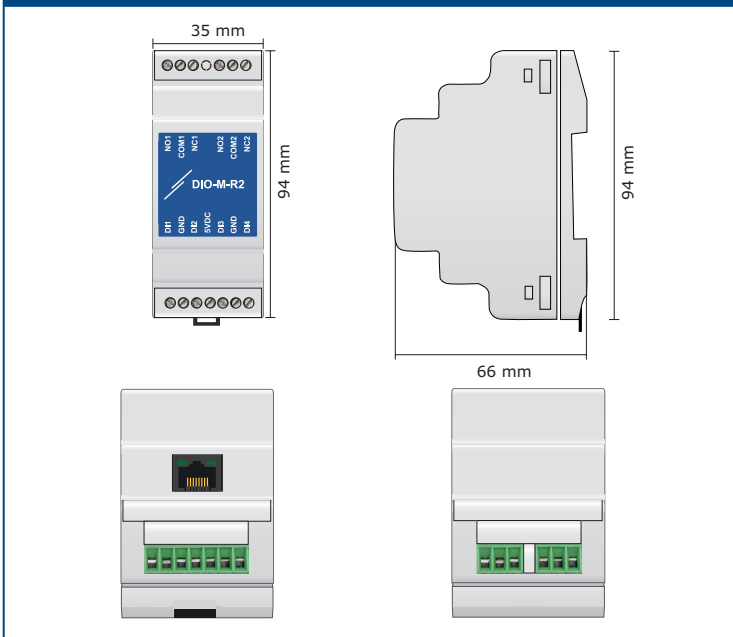 35 mm
NO1
COM1
NC1
NO2
COM2
NC2
DIO-M-R2
DI1
GND
DI2
5VDC
DI3
GND
DI4
94 mm
94 mm
66 mm